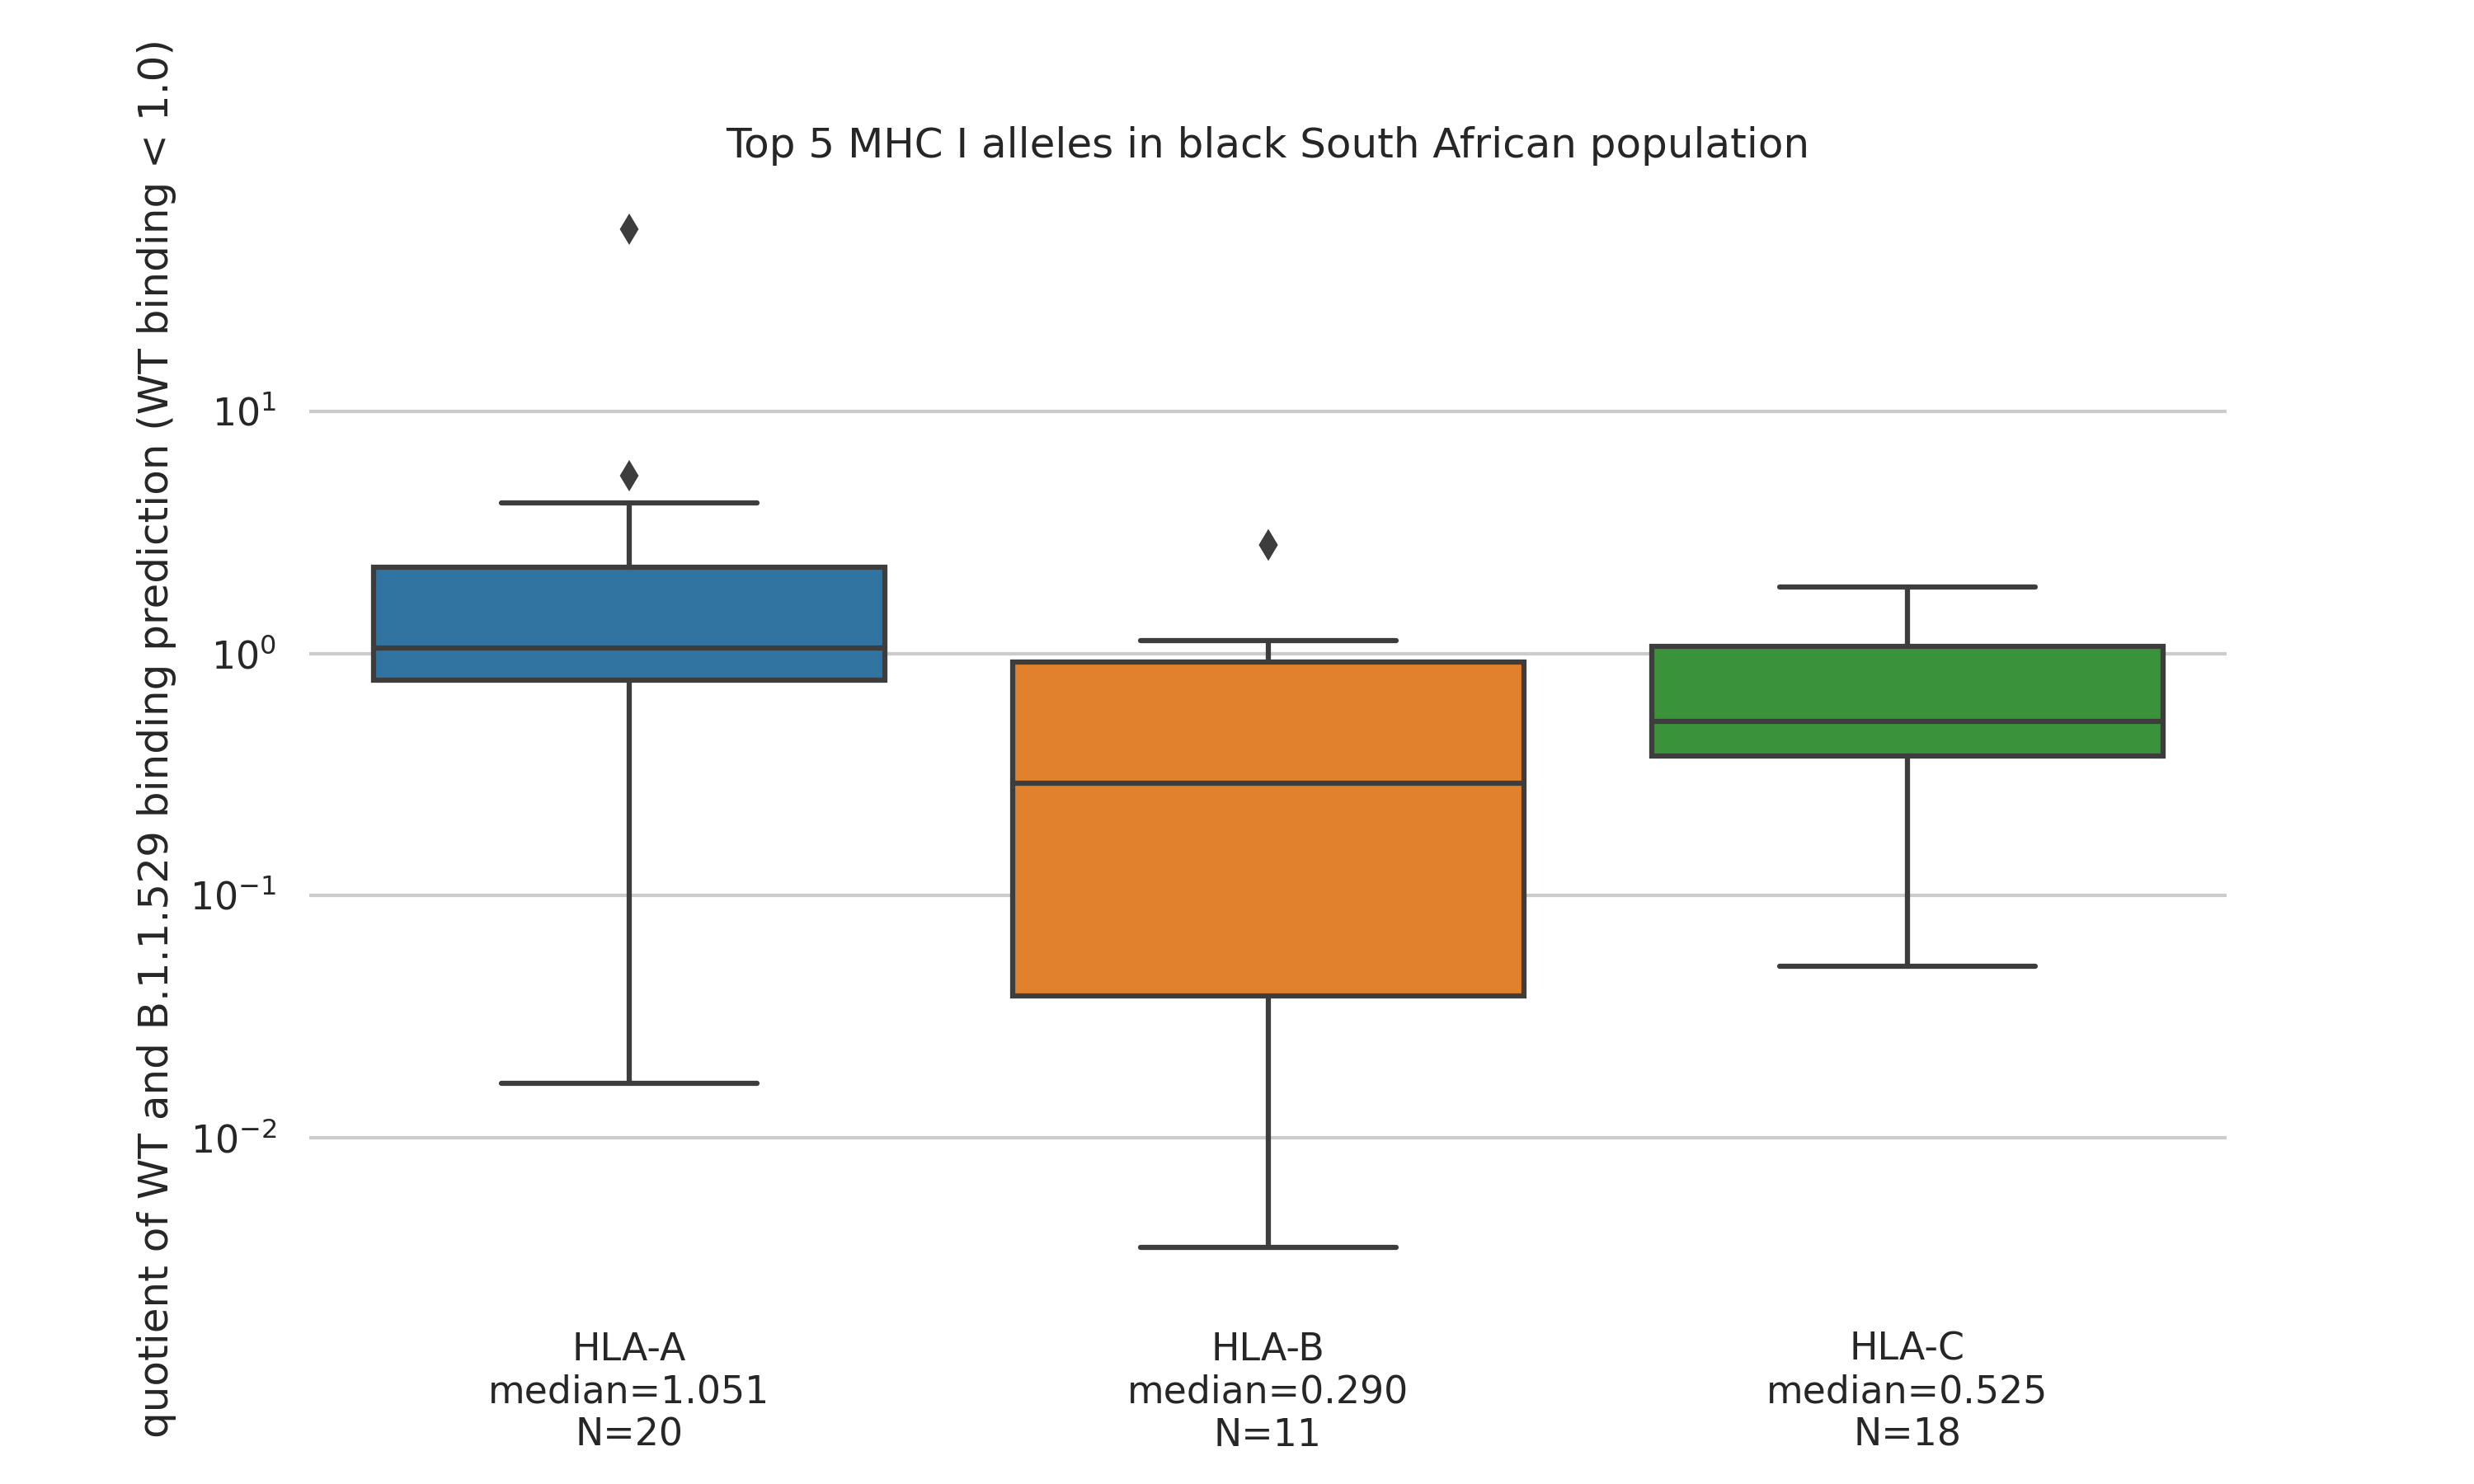 Top 5 MHC I alleles in black South African population
quotient of WT and B.1.1.529 binding prediction (WT binding < 1.0)
10¹
10⁰
10⁻¹
10⁻²
HLA-A
median=1.051
N=20
HLA-B
median=0.290
N=11
HLA-C
median=0.525
N=18